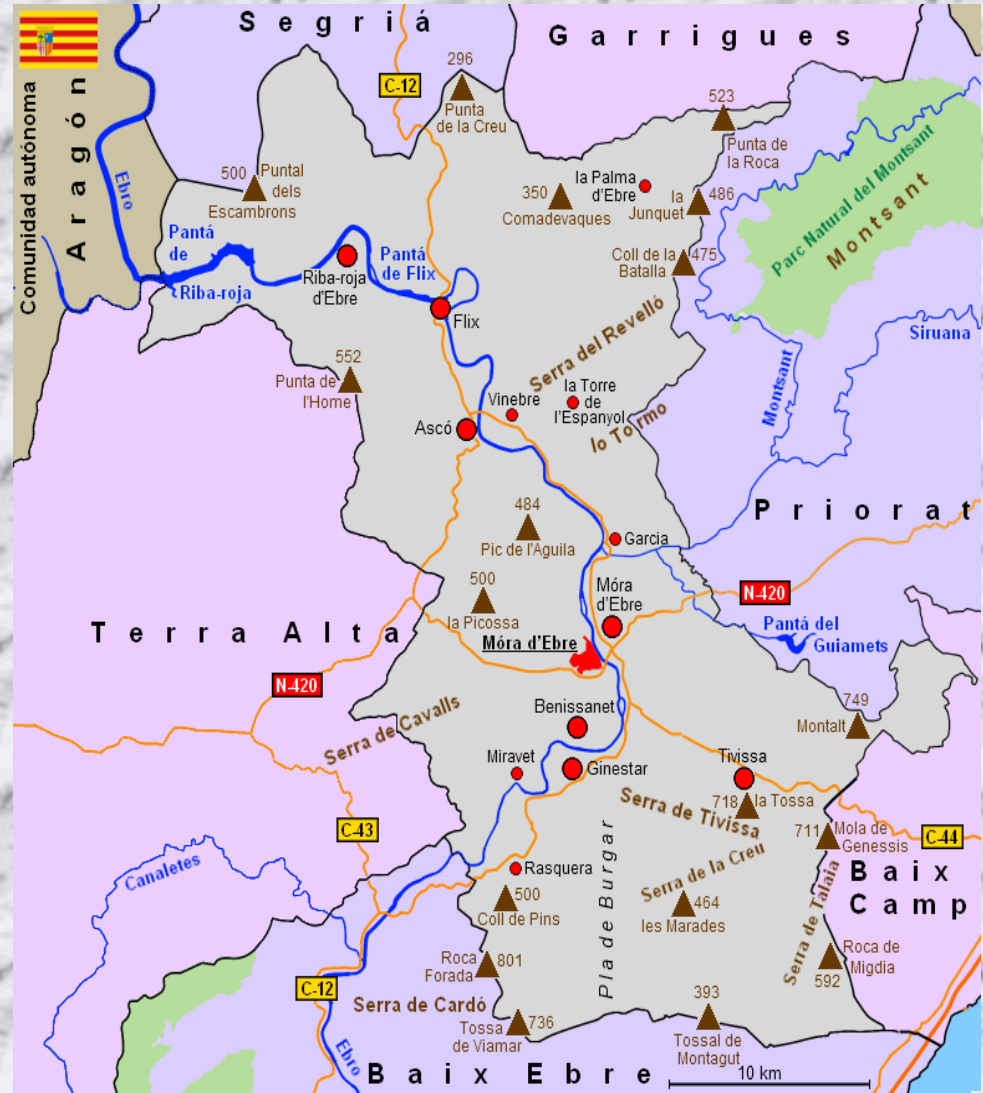 Segriá
Garrigues
Comunidad autónoma
Aragón
C-12
296
Punta
de la Creu
523
Punta de
la Roca
Parc Natural del Montsant
Montsant
Ebro
500
Puntal
dels
Escambrons
la Palma
d'Ebre
350
Comadevaques
la
Junquet
486
Pantá
de
Riba-roja
Riba-roja
d'Ebre
Pantá
de Flix
Coll de la
Batalla
475
Flix
Siruana
Serra del Revelló
552
Punta de
l'Home
Vinebre
la Torre
de
l'Espanyol
Montsant
Ascó
lo Tormo
484
Pic de l'Aguila
Garcia
Priorat
500
la Picossa
Móra
d'Ebre
N-420
Terra Alta
Móra d'Ebre
Pantá del
Guiamets
N-420
Serra de Cavalls
Benissanet
749
Montalt
Miravet
Ginestar
Tivissa
718
la Tossa
Serra de Tivissa
C-43
711
Mola de
Genessis
C-44
Canaletes
Rasquera
Pla de Burgar
Serra de la Creu
Serra de Talaia
Baix
Camp
500
Coll de Pins
464
les Marades
Roca
Forada
801
Roca de
Migdia
592
C-12
Serra de Cardó
393
Tossal de
Montagut
Tossa
de Viamar
736
Ebro
Baix Ebre
10 km